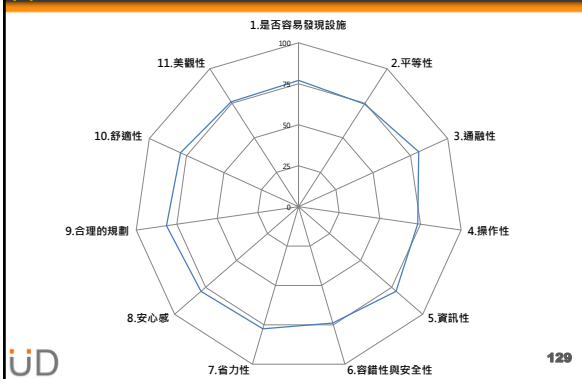 1.是否容易發現設施
100
11.美觀性
2.平等性
75
10.舒適性
3.通融性
50
25
0
9.合理的規劃
4.操作性
8.安心感
5.資訊性
7.省力性
6.容錯性與安全性
UD
129